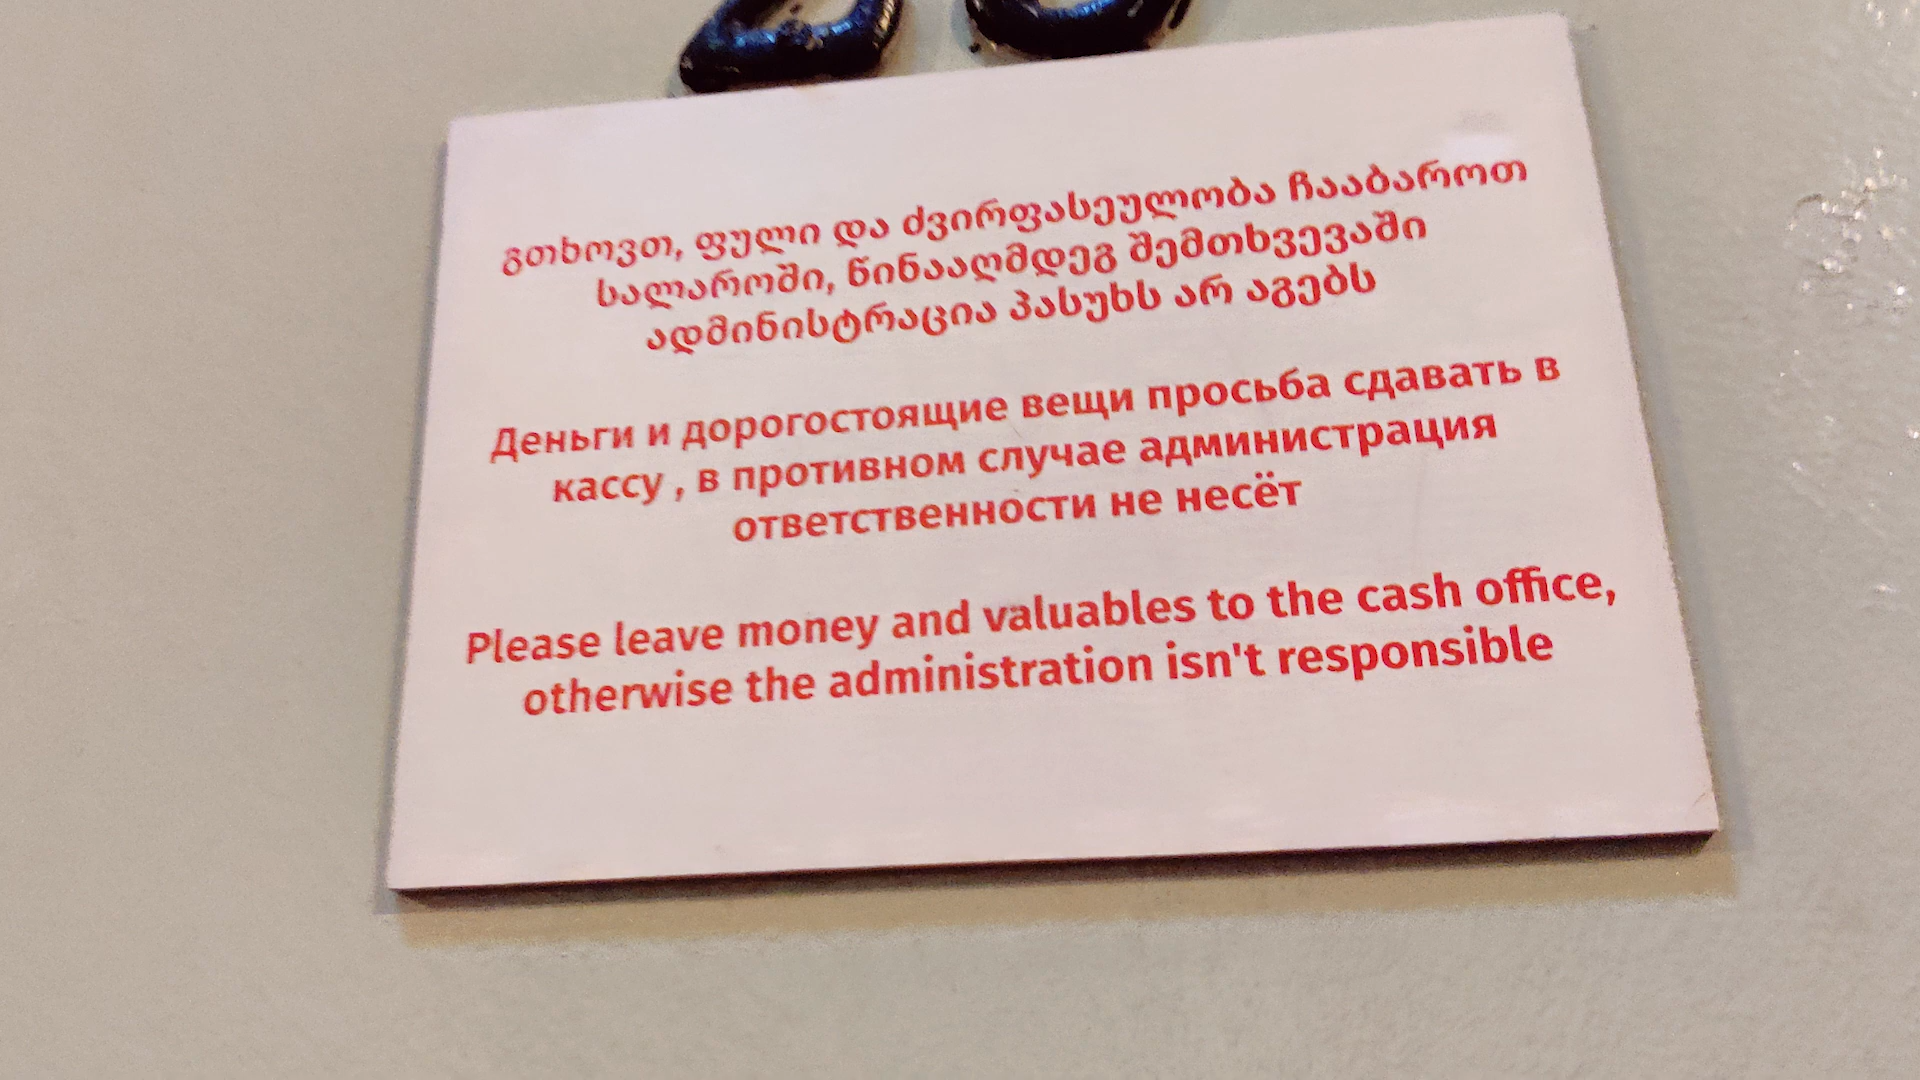 გთხოვთ, ფული და ძვირფასეულობა ჩააბაროთ
სალაროში, წინააღმდეგ შემთხვევაში
ადმინისტრაცია პასუხს არ აგებს
Деньги и дорогостоящие вещи просьба сдавать в
кассу , в противном случае администрация
ответственности не несёт
Please leave money and valuables to the cash office,
otherwise the administration isn't responsible